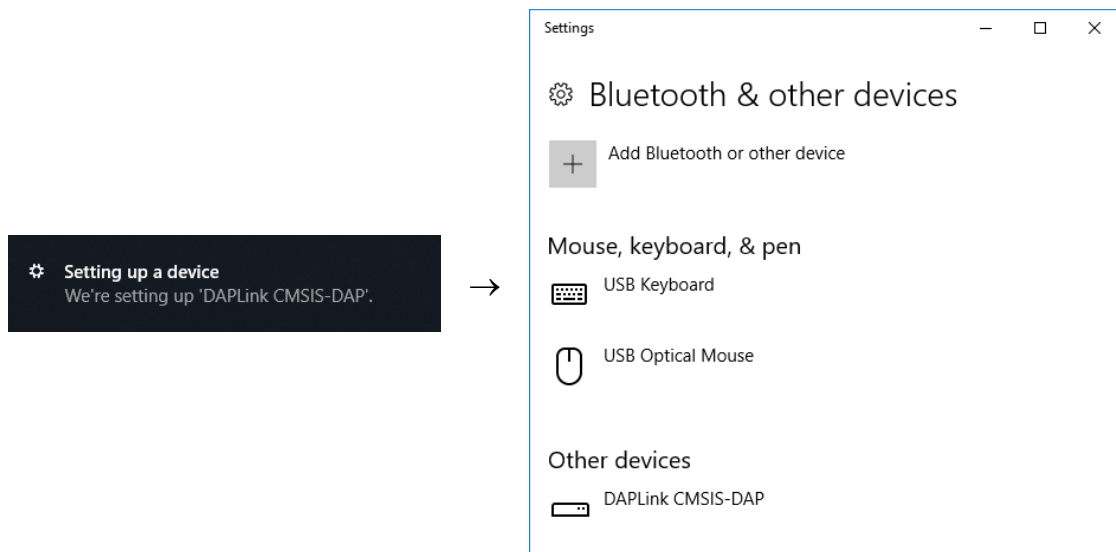 Setting up a device
We're setting up 'DAPLink CMSIS-DAP'.
→
Settings
Bluetooth & other devices
Add Bluetooth or other device
Mouse, keyboard, & pen
USB Keyboard
USB Optical Mouse
Other devices
DAPLink CMSIS-DAP